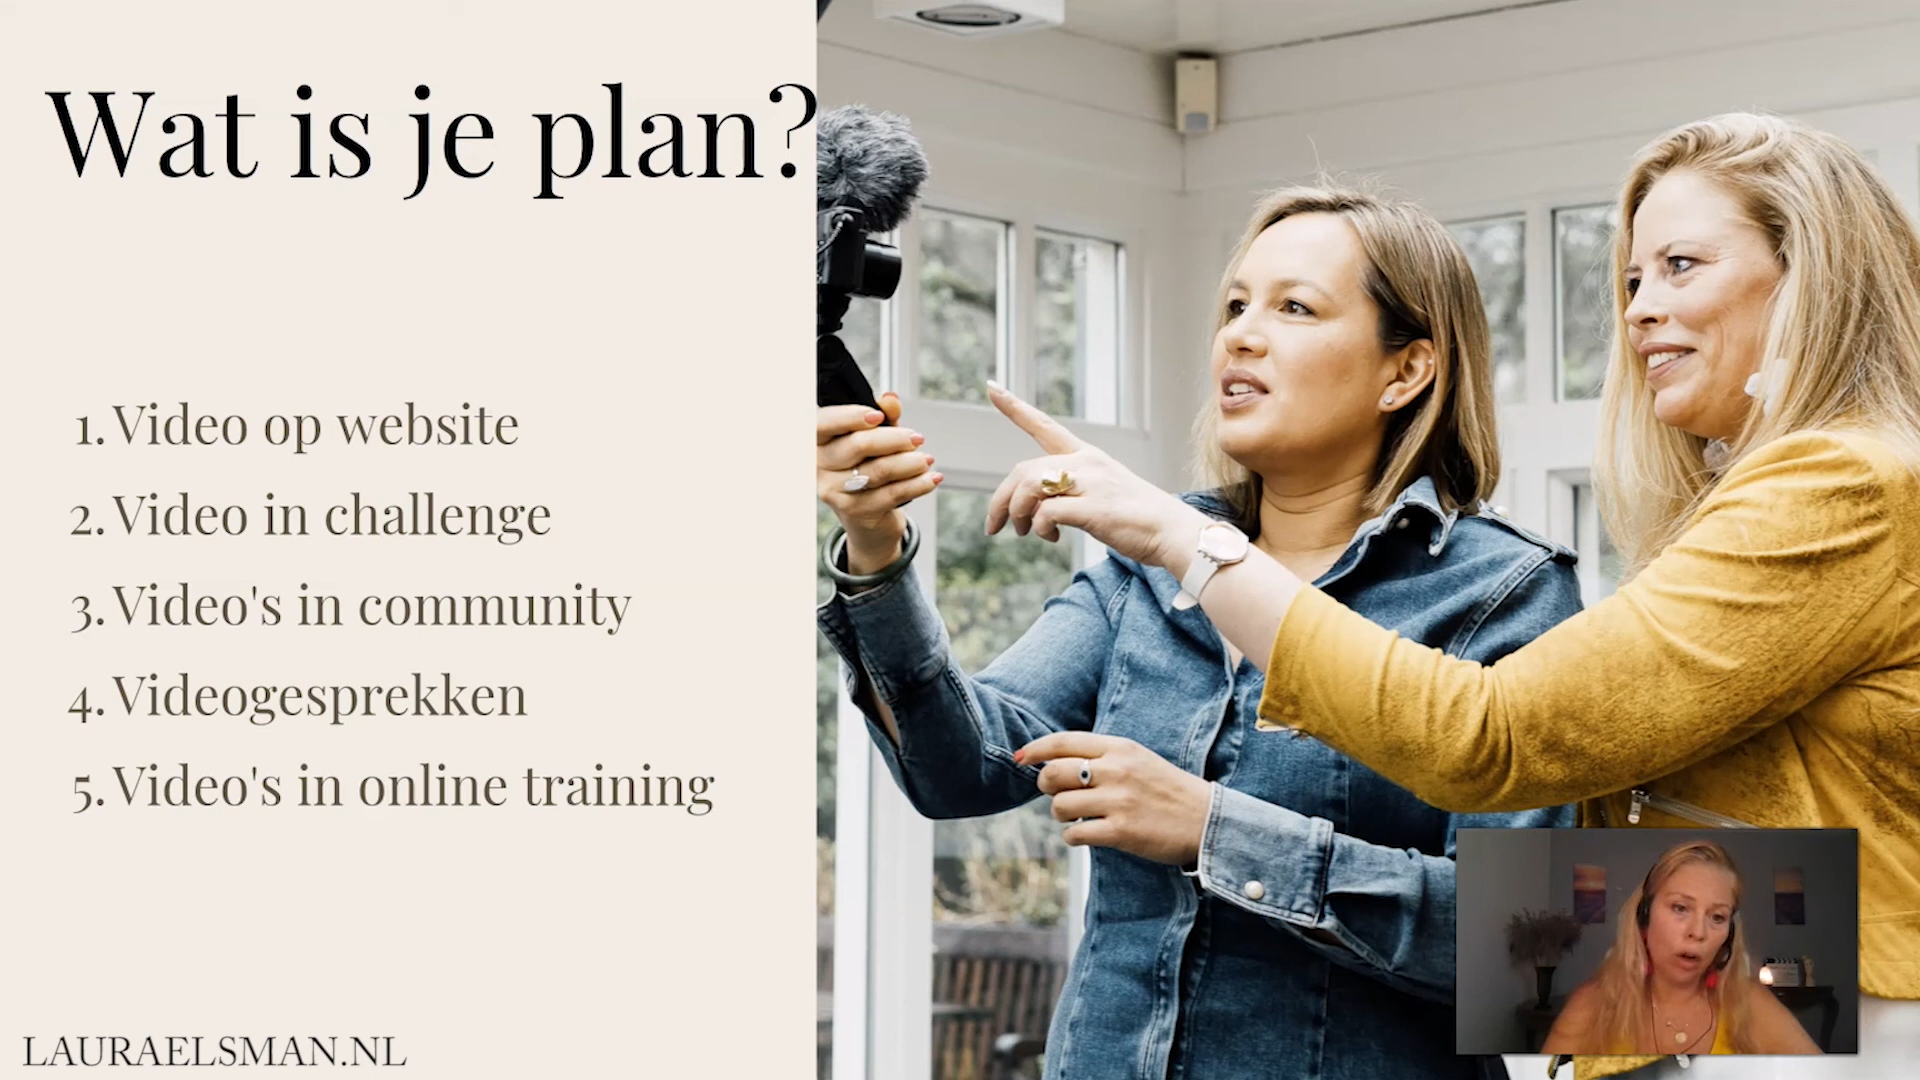 Wat is je plan?
1. Video op website
2. Video in challenge
3. Video's in community
4. Videogesprekken
5. Video's in online training
LAURAELSMAN.NL